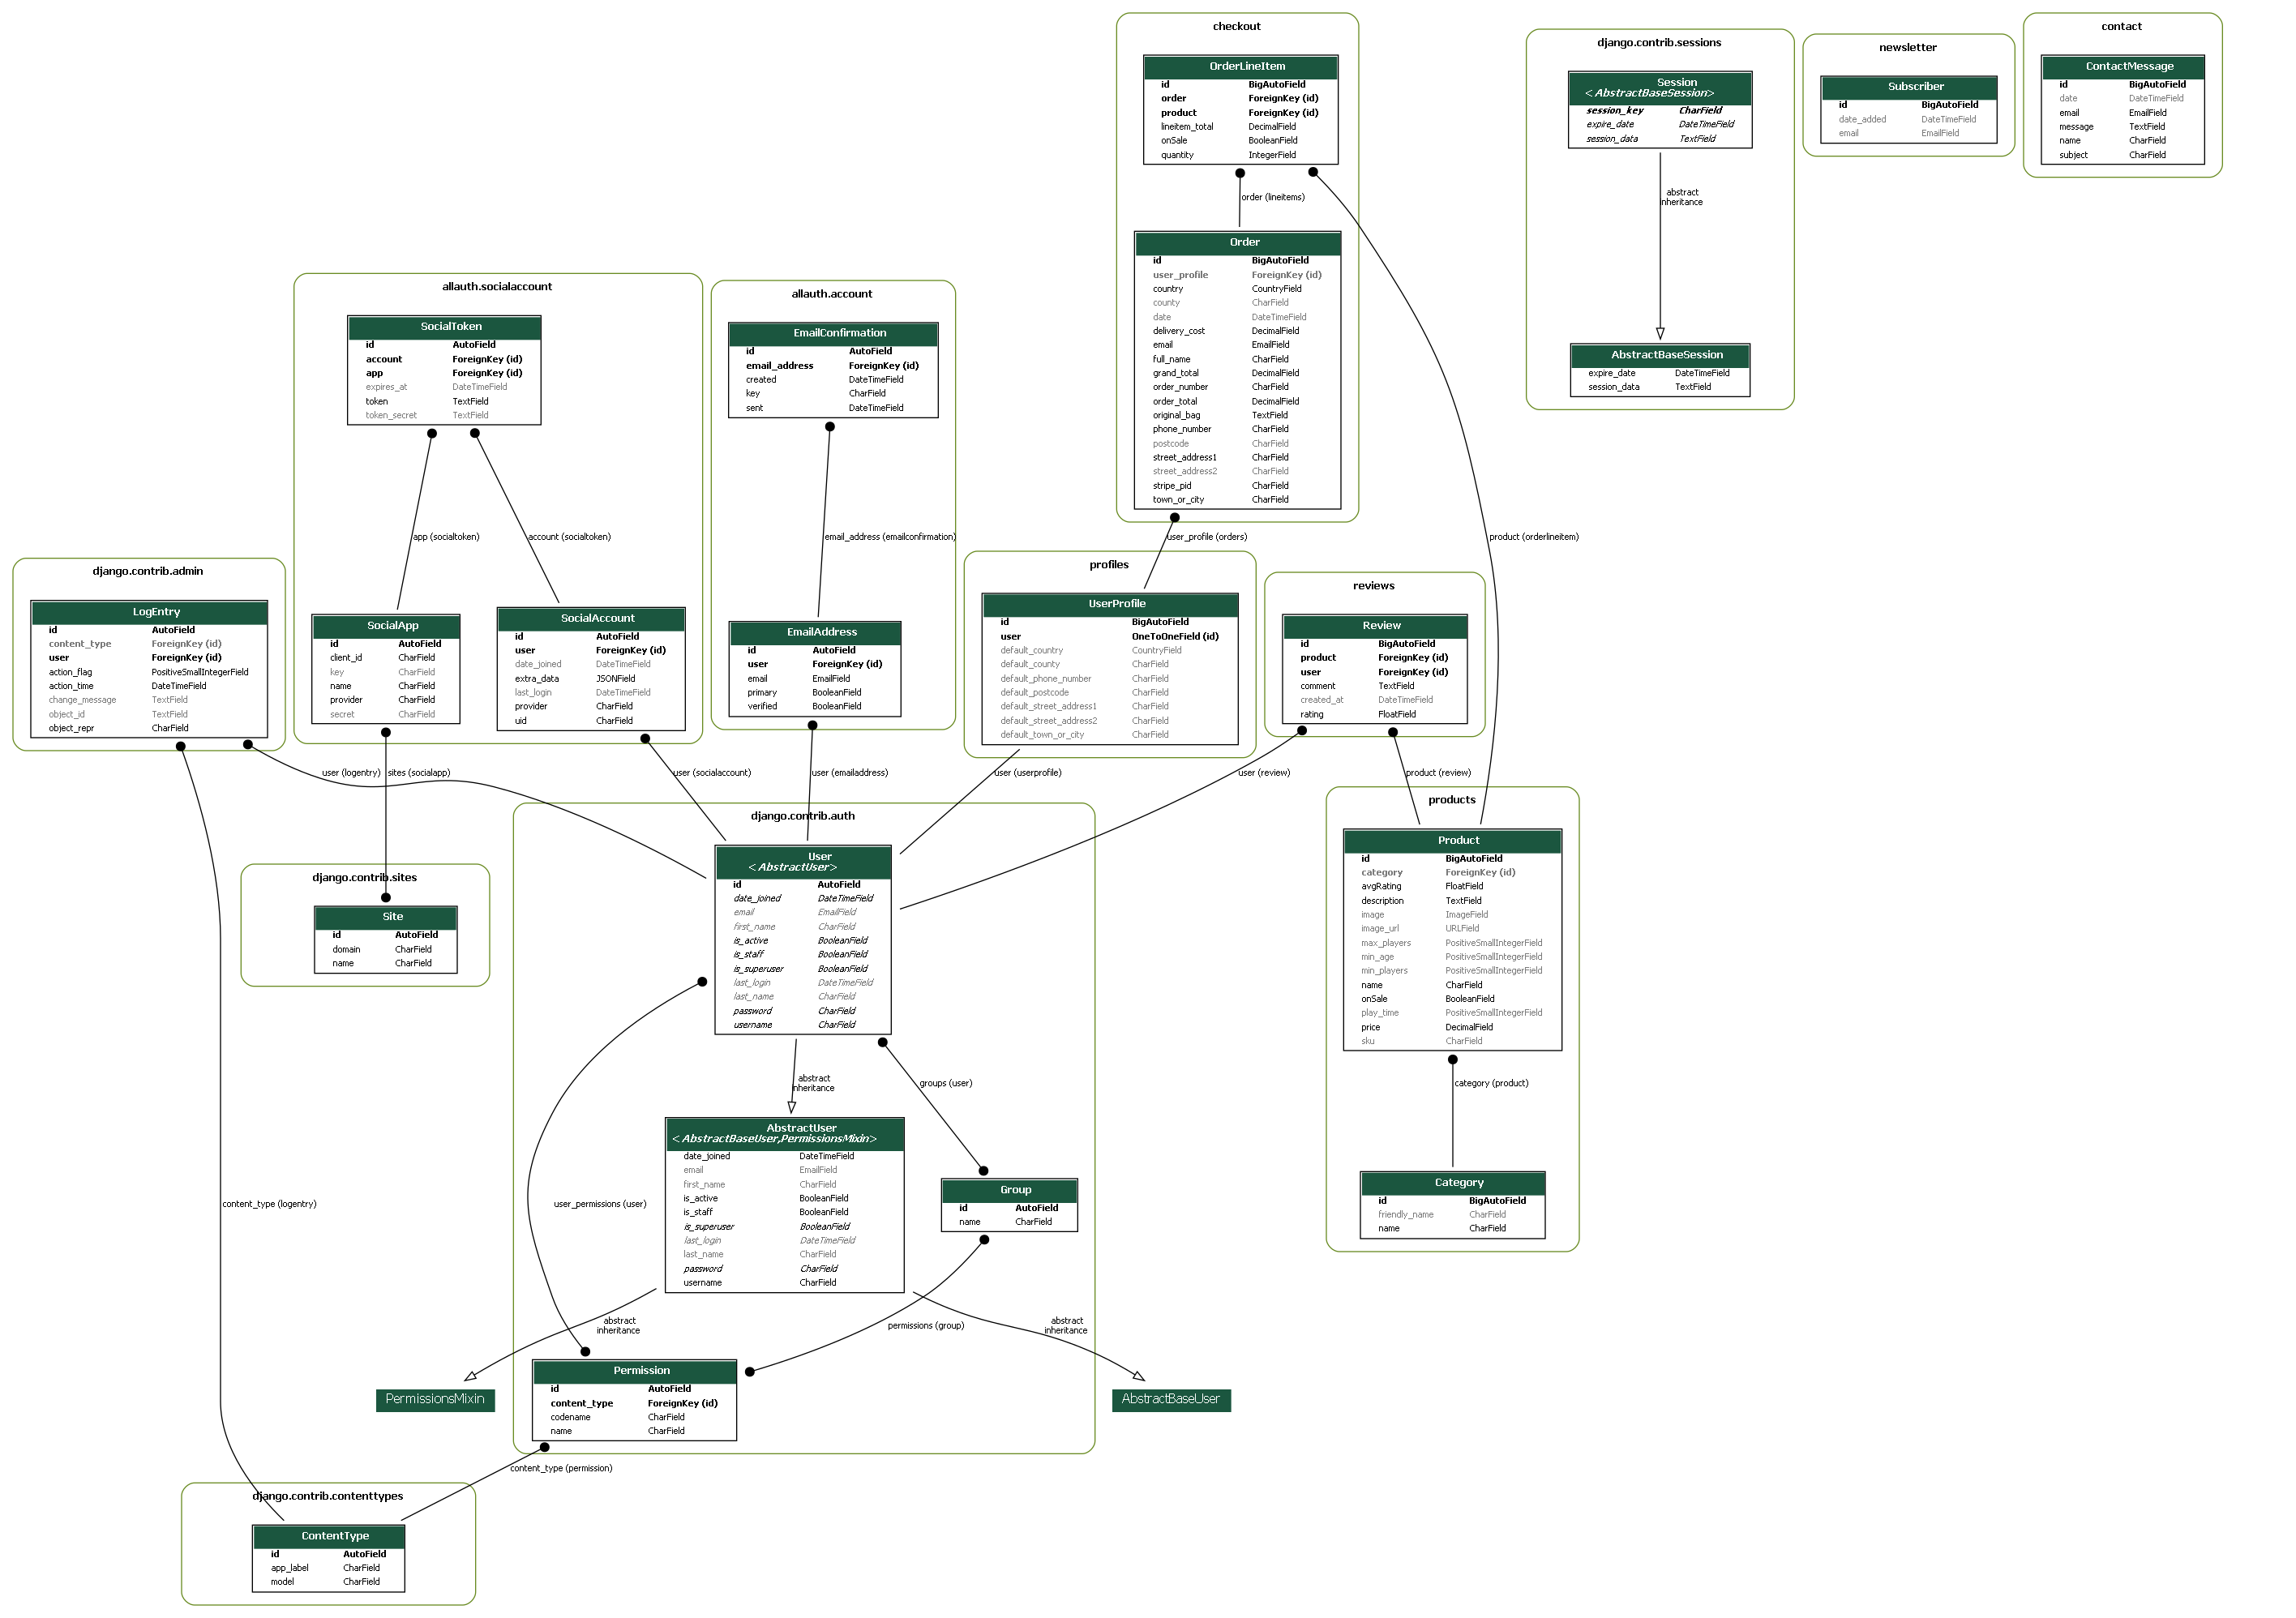 checkout
OrderLineItem
id BigAutoField
order ForeignKey (id)
product ForeignKey (id)
lineitem_total DecimalField
onSale BooleanField
quantity IntegerField
order (lineitems)
Order
id BigAutoField
user_profile ForeignKey (id)
country CountryField
county CharField
date DateTimeField
delivery_cost DecimalField
email EmailField
full_name CharField
grand_total DecimalField
order_number CharField
order_total DecimalField
original_bag TextField
phone_number CharField
postcode CharField
street_address1 CharField
street_address2 CharField
stripe_pid CharField
town_or_city CharField
django.contrib.sessions
Session
<AbstractBaseSession>
session_key CharField
expire_date DateTimeField
session_data TextField
abstract
inheritance
AbstractBaseSession
expire_date DateTimeField
session_data TextField
newsletter
Subscriber
id BigAutoField
date_added DateTimeField
email EmailField
contact
ContactMessage
id BigAutoField
date DateTimeField
email EmailField
message TextField
name CharField
subject CharField
allauth.socialaccount
SocialToken
id AutoField
account ForeignKey (id)
app ForeignKey (id)
expires_at DateTimeField
token TextField
token_secret TextField
app (socialtoken)
account (socialtoken)
SocialApp
id AutoField
client_id CharField
key CharField
name CharField
provider CharField
secret CharField
SocialAccount
id AutoField
user ForeignKey (id)
date_joined DateTimeField
extra_data JSONField
last_login DateTimeField
provider CharField
uid CharField
allauth.account
EmailConfirmation
id AutoField
email_address ForeignKey (id)
created DateTimeField
key CharField
sent DateTimeField
email_address (emailconfirmation)
EmailAddress
id AutoField
user ForeignKey (id)
email EmailField
primary BooleanField
verified BooleanField
user_profile (orders)
product (orderlineitem)
django.contrib.admin
LogEntry
id AutoField
content_type ForeignKey (id)
user ForeignKey (id)
action_flag PositiveSmallIntegerField
action_time DateTimeField
change_message TextField
object_id TextField
object_repr CharField
profiles
UserProfile
id BigAutoField
user OneToOneField (id)
default_country CountryField
default_county CharField
default_phone_number CharField
default_postcode CharField
default_street_address1 CharField
default_street_address2 CharField
default_town_or_city CharField
reviews
Review
id BigAutoField
product ForeignKey (id)
user ForeignKey (id)
comment TextField
created_at DateTimeField
rating FloatField
user (logentry)
sites (socialapp)
user (socialaccount)
user (emailaddress)
user (userprofile)
user (review)
product (review)
django.contrib.sites
Site
id AutoField
domain CharField
name CharField
django.contrib.auth
User
<AbstractUser>
id AutoField
date_joined DateTimeField
email EmailField
first_name CharField
is_active BooleanField
is_staff BooleanField
is_superuser BooleanField
last_login DateTimeField
last_name CharField
password CharField
username CharField
abstract
inheritance
groups (user)
user_permissions (user)
AbstractUser
<AbstractBaseUser,PermissionsMixin>
date_joined DateTimeField
email EmailField
first_name CharField
is_active BooleanField
is_staff BooleanField
is_superuser BooleanField
last_login DateTimeField
last_name CharField
password CharField
username CharField
Group
id AutoField
name CharField
abstract
inheritance
permissions (group)
abstract
inheritance
PermissionsMixin
Permission
id AutoField
content_type ForeignKey (id)
codename CharField
name CharField
AbstractBaseUser
products
Product
id BigAutoField
category ForeignKey (id)
avgRating FloatField
description TextField
image ImageField
image_url URLField
max_players PositiveSmallIntegerField
min_age PositiveSmallIntegerField
min_players PositiveSmallIntegerField
name CharField
onSale BooleanField
play_time PositiveSmallIntegerField
price DecimalField
sku CharField
category (product)
Category
id BigAutoField
friendly_name CharField
name CharField
content_type (logentry)
content_type (permission)
django.contrib.contenttypes
ContentType
id AutoField
app_label CharField
model CharField